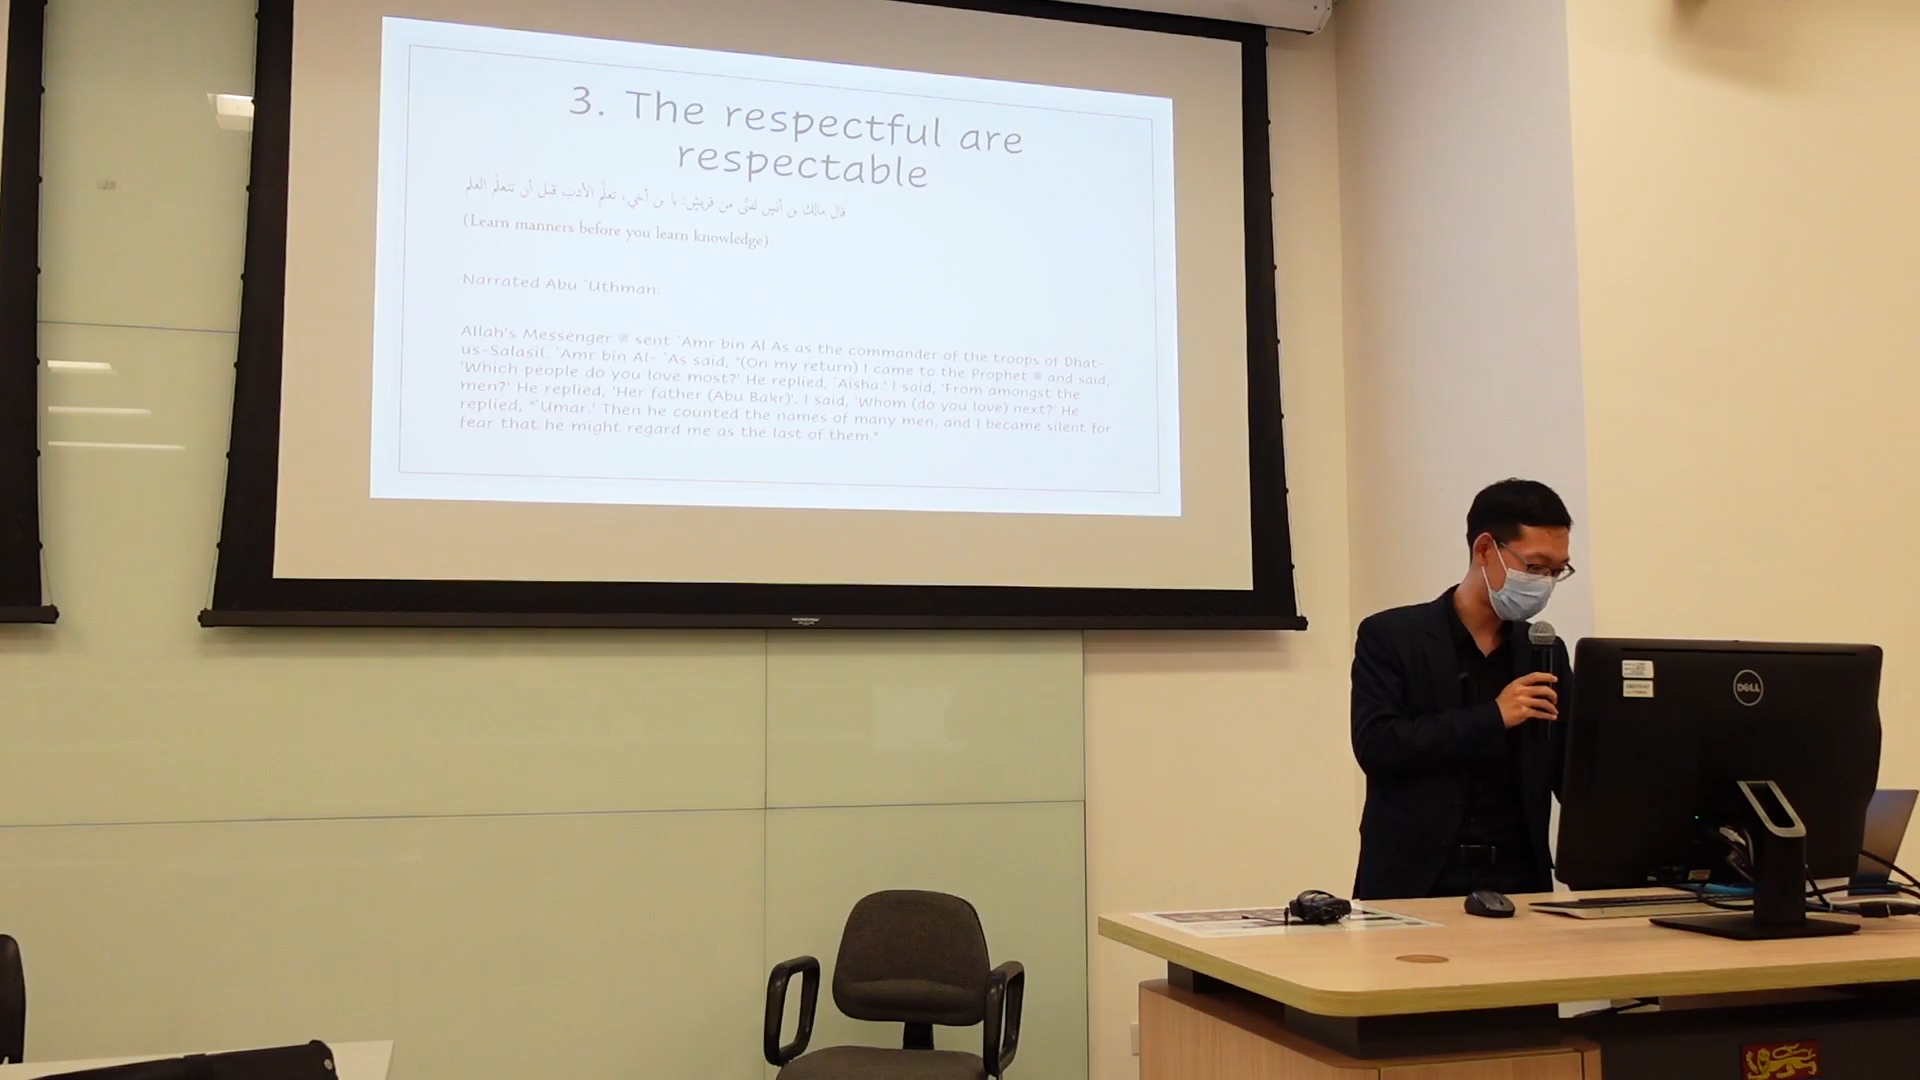 3. The respectful are
respectable
قال مالك بن أنس لفتى من قريش: يا بن أخي، تعلّم الأدب قبل أن تتعلّم العلم
(Learn manners before you learn knowledge)
Narrated Abu `Uthman:
Allah's Messenger ﷺ sent `Amr bin Al As as the commander of the troops of Dhat-
us-Salasil. `Amr bin Al- `As said, "(On my return) I came to the Prophet ﷺ and said,
'Which people do you love most?' He replied, `Aisha.' I said, 'From amongst the
men?' He replied, 'Her father (Abu Bakr)'. I said, 'Whom (do you love) next?' He
replied, "`Umar.' Then he counted the names of many men, and I became silent for
fear that he might regard me as the last of them."
DELL